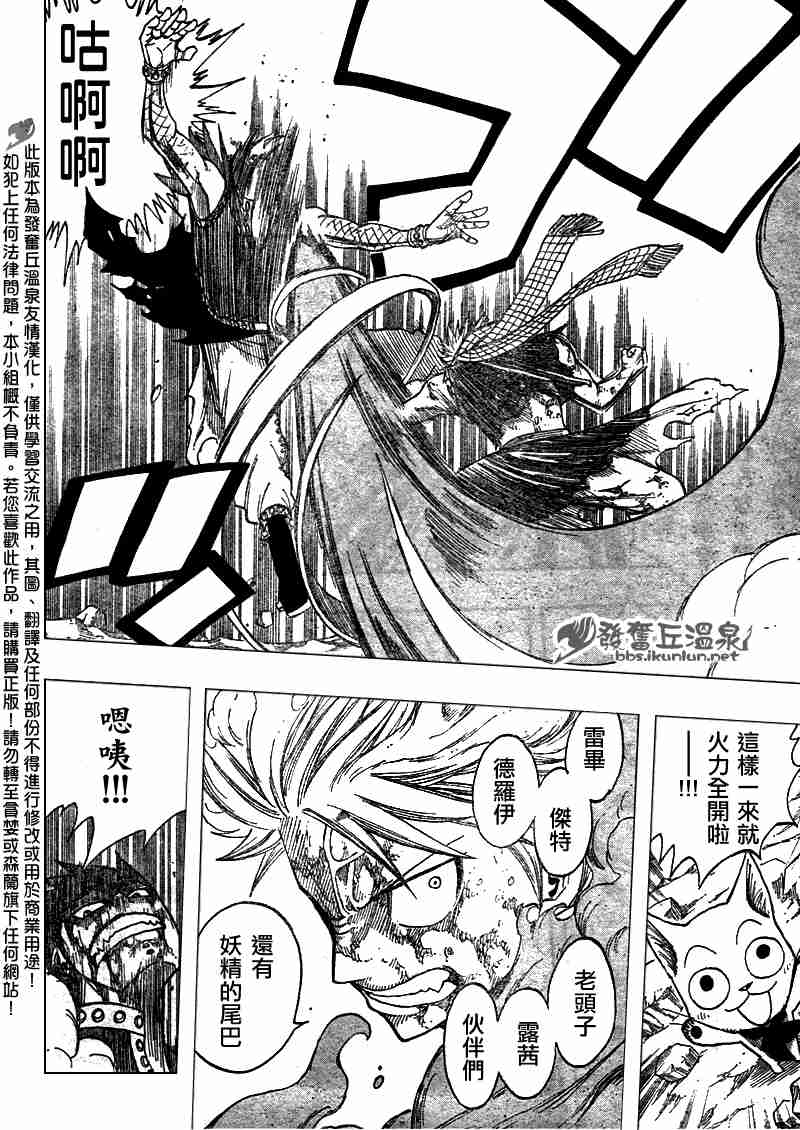 咕啊啊
ゴッ
發奮丘溫泉
bbs.ikunlun.net
這樣一來就
火力全開啦
——!!!
雷畢
傑特
德羅伊
老頭子
露茜
伙伴們
還有
妖精的尾巴
嗯咦!!!
此版本為發奮丘溫泉友情漢化，僅供學習交流之用，其圖、翻譯及任何部份不得進行修改或用於商業用途！
如犯上任何法律問題，本小組概不負責。若您喜歡此作品，請購買正版！請勿轉至貪婪或森蘭旗下任何網站！